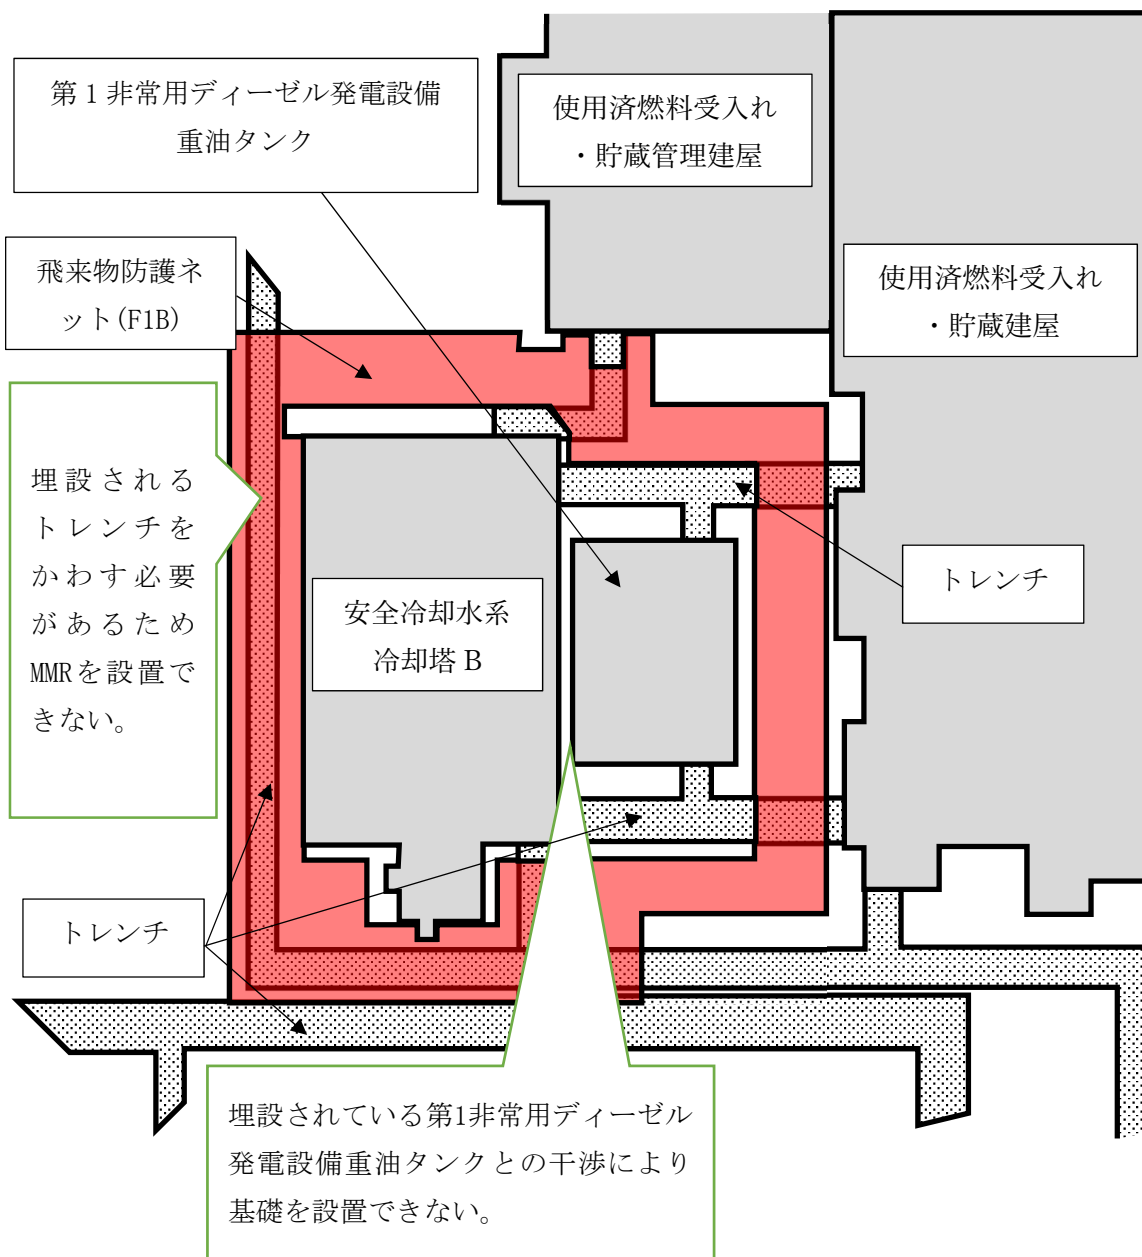 第1非常用ディーゼル発電設備
重油タンク
使用済燃料受入れ
・貯蔵管理建屋
飛来物防護ネ
ット(F1B)
使用済燃料受入れ
・貯蔵建屋
埋設される
トレンチを
かわす必要
があるため
MMRを設置で
きない。
トレンチ
安全冷却水系
冷却塔B
トレンチ
埋設されている第1非常用ディーゼル
発電設備重油タンクとの干渉により
基礎を設置できない。